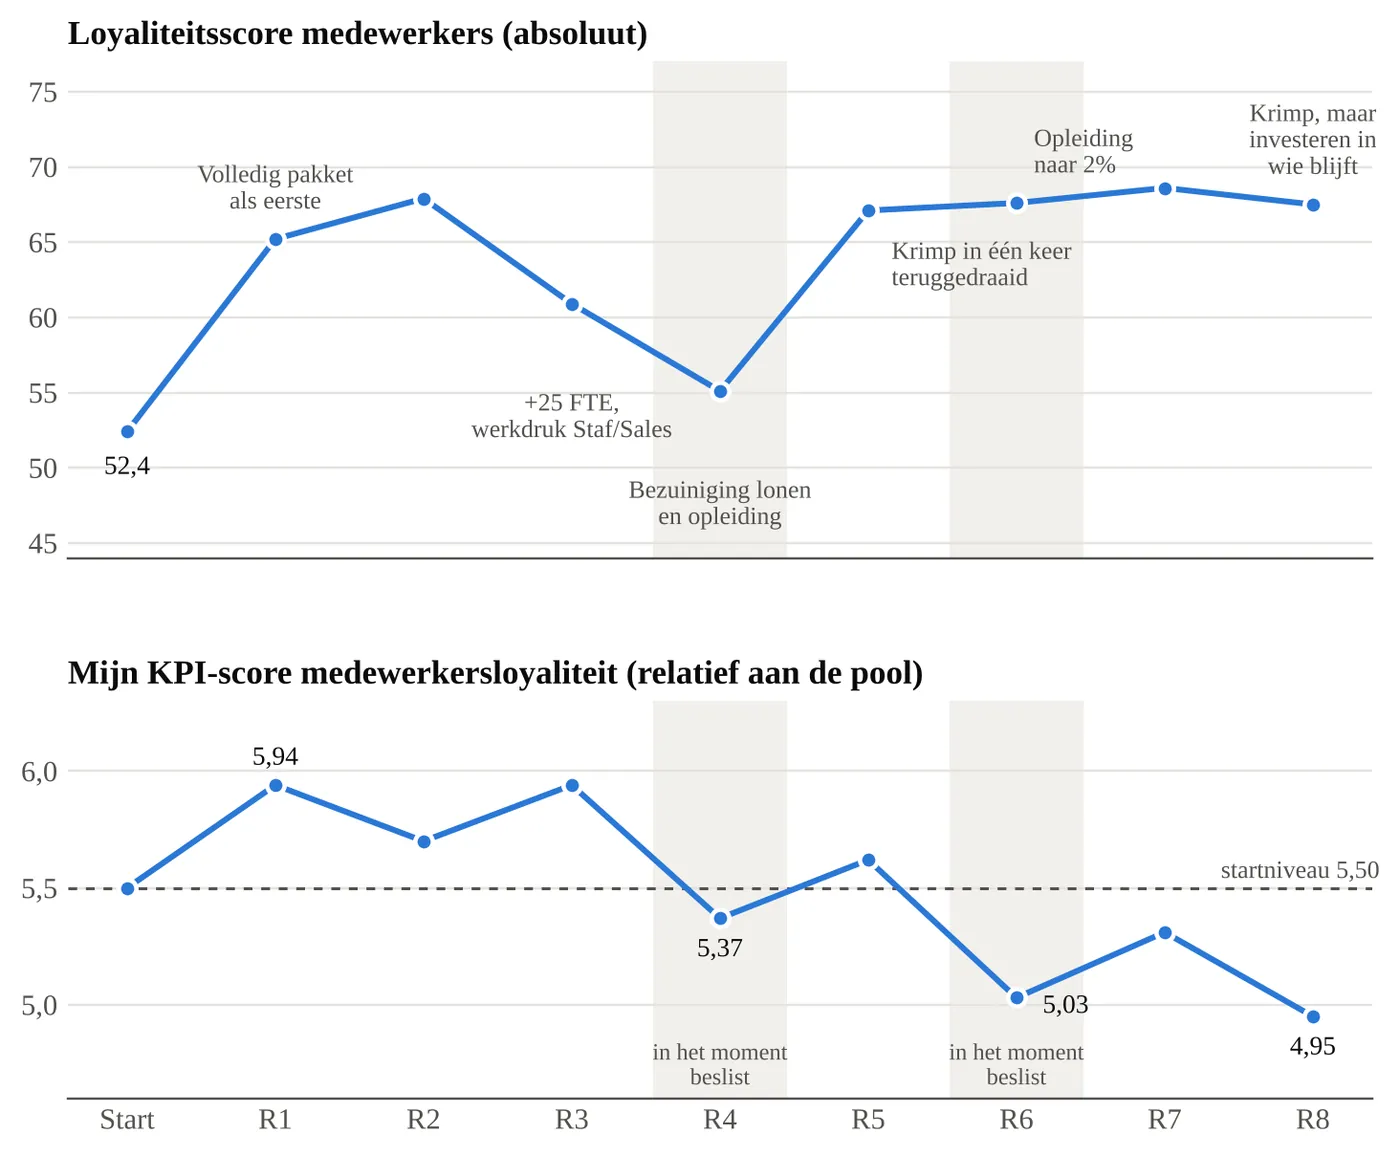 Loyaliteitsscore medewerkers (absoluut)
75
70
65
60
55
50
45
Volledig pakket
als eerste
52,4
+25 FTE,
werkdruk Staf/Sales
Bezuiniging lonen
en opleiding
Krimp in één keer
teruggedraaid
Opleiding
naar 2%
Krimp, maar
investeren in
wie blijft
Mijn KPI-score medewerkersloyaliteit (relatief aan de pool)
6,0
5,5
5,0
5,94
5,37
5,03
4,95
startniveau 5,50
in het moment
beslist
in het moment
beslist
Start R1 R2 R3 R4 R5 R6 R7 R8